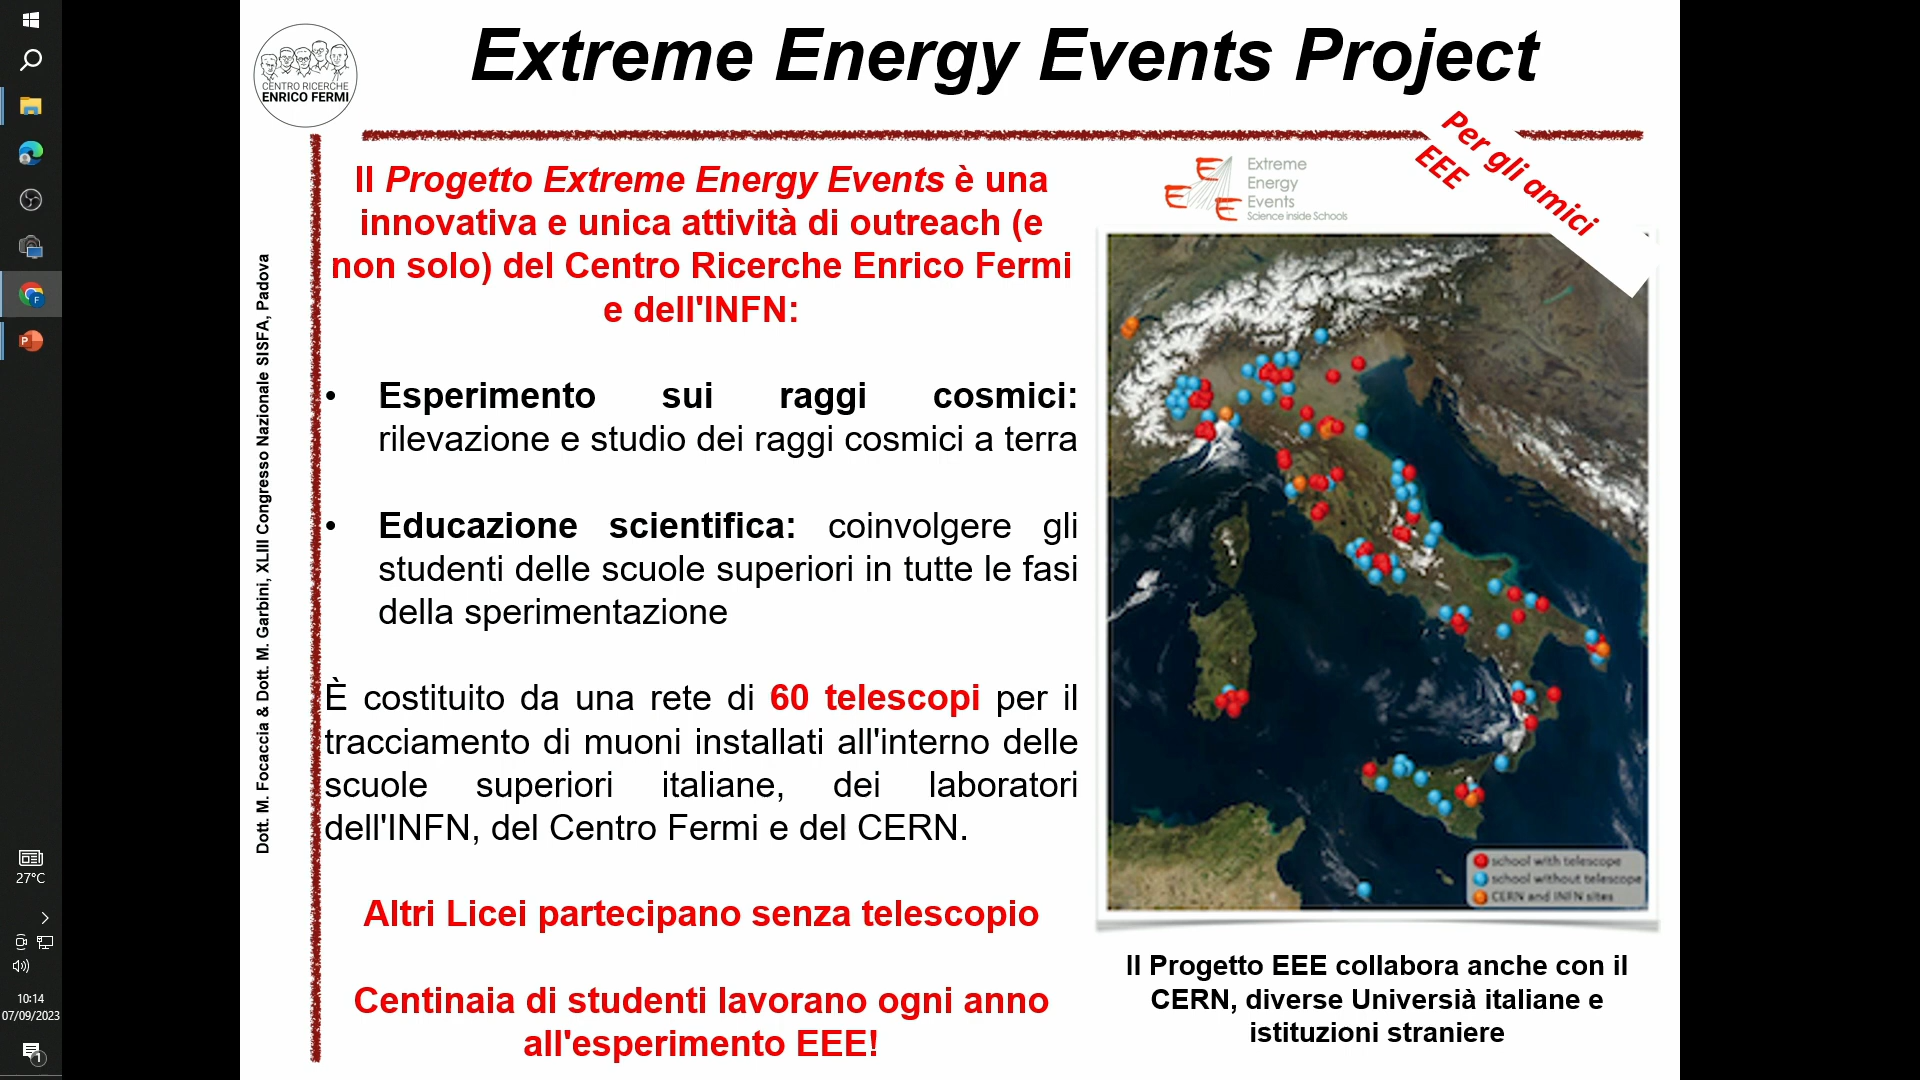 Extreme Energy Events Project
CENTRO RICERCHE
ENRICO FERMI
Per gli amici
EEE
Extreme
Energy
Events
Science inside Schools
Dott. M. Focaccia & Dott. M. Garbini, XLIII Congresso Nazionale SISFA, Padova
Il Progetto Extreme Energy Events è una
innovativa e unica attività di outreach (e
non solo) del Centro Ricerche Enrico Fermi
e dell'INFN:
• Esperimento sui raggi cosmici:
rilevazione e studio dei raggi cosmici a terra
• Educazione scientifica: coinvolgere gli
studenti delle scuole superiori in tutte le fasi
della sperimentazione
È costituito da una rete di 60 telescopi per il
tracciamento di muoni installati all'interno delle
scuole superiori italiane, dei laboratori
dell'INFN, del Centro Fermi e del CERN.
Altri Licei partecipano senza telescopio
Centinaia di studenti lavorano ogni anno
all'esperimento EEE!
school with telescope
school without telescope
CERN and INFN sites
Il Progetto EEE collabora anche con il
CERN, diverse Universià italiane e
istituzioni straniere
27°C
10:14
07/09/2023
1